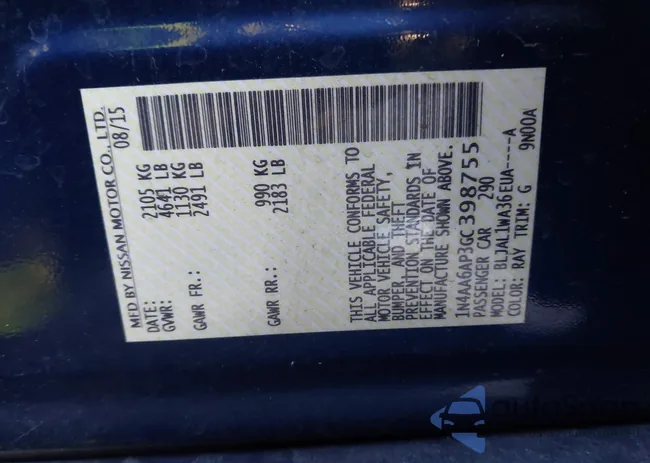 MFD BY NISSAN MOTOR CO., LTD.
DATE: 08/15
GVWR: 2105 KG
4641 LB
GAWR FR.: 1130 KG
2491 LB
GAWR RR.: 990 KG
2183 LB
THIS VEHICLE CONFORMS TO
ALL APPLICABLE FEDERAL
MOTOR VEHICLE SAFETY,
BUMPER, AND THEFT
PREVENTION STANDARDS IN
EFFECT ON THE DATE OF
MANUFACTURE SHOWN ABOVE.
1N4AA6AP3GC398755
PASSENGER CAR 290
MODEL: BLJALlWA36EUA----A
COLOR: RAY TRIM: G 9N00A